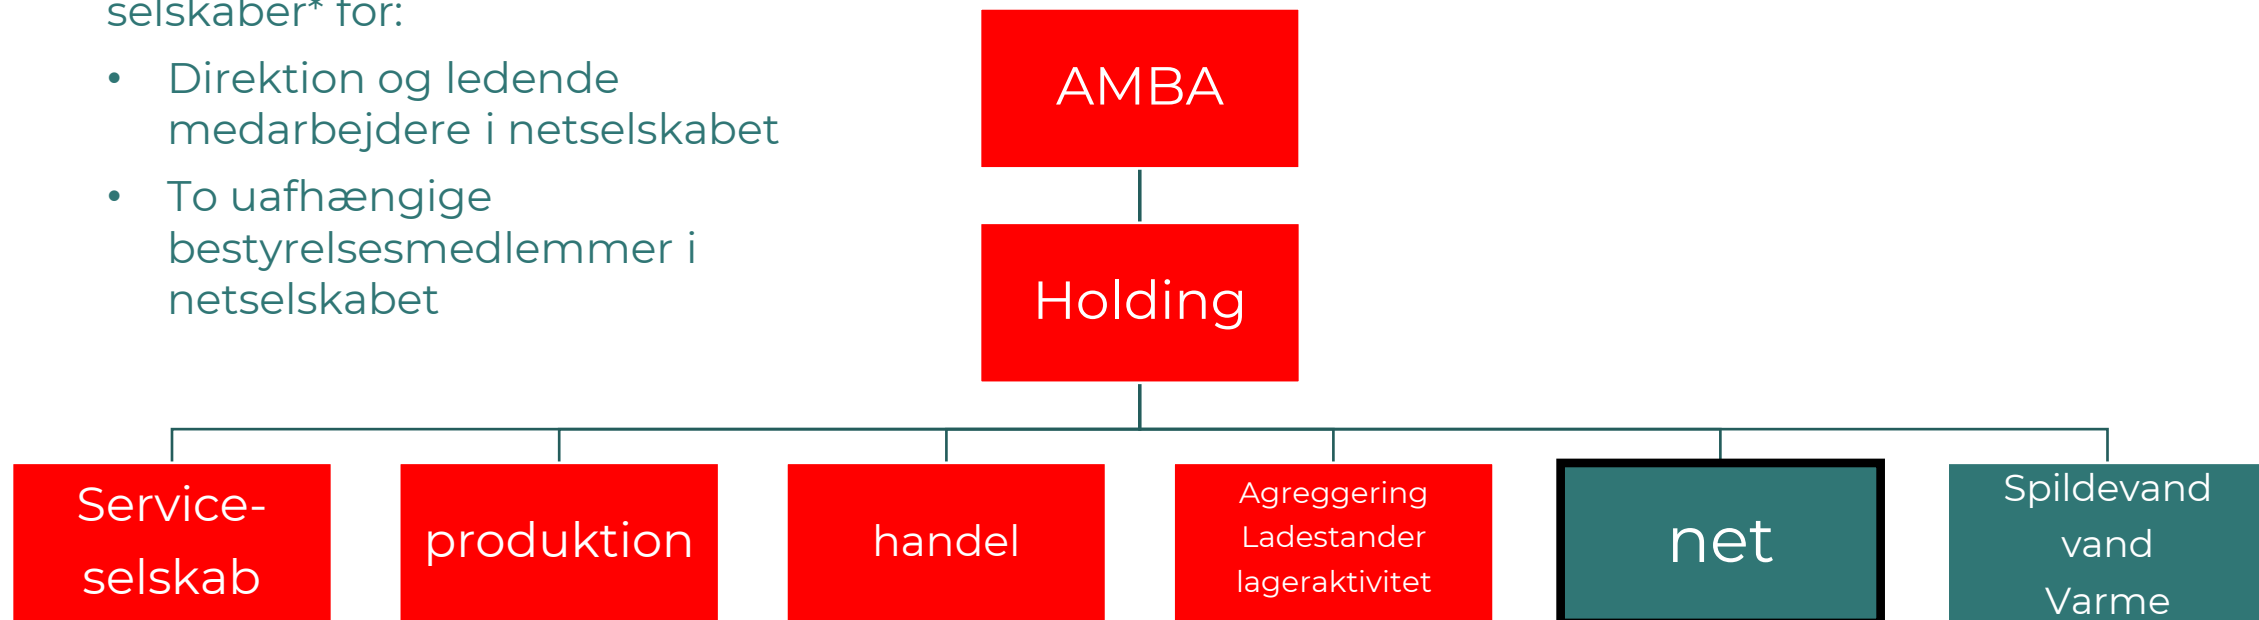 selskaber* for:
• Direktion og ledende
medarbejdere i netselskabet
• To uafhængige
bestyrelsesmedlemmer i
netselskabet
AMBA
Holding
Service-
selskab
produktion
handel
Agreggering
Ladestander
lageraktivitet
net
Spildevand
vand
Varme